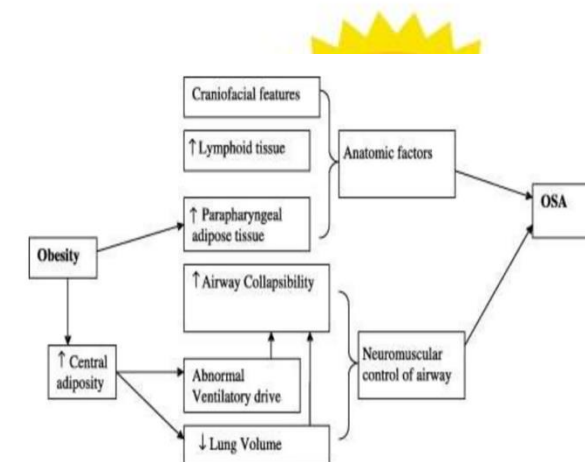 Craniofacial features
↑ Lymphoid tissue
Anatomic factors
OSA
↑ Parapharyngeal
adipose tissue
Obesity
↑ Airway Collapsibility
↑ Central
adiposity
Abnormal
Ventilatory drive
Neuromuscular
control of airway
↓ Lung Volume